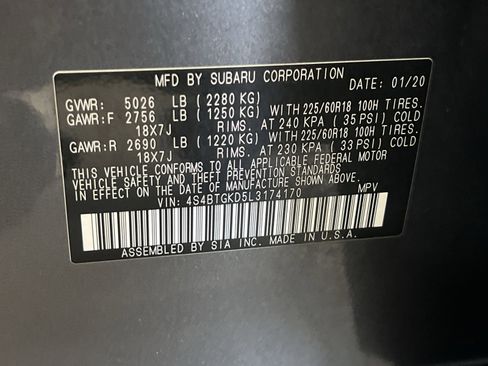 MFD BY SUBARU CORPORATION DATE: 01/20
GVWR: 5026 LB (2280 KG)
GAWR:F 2756 LB (1250 KG) WITH 225/60R18 100H TIRES.
18X7J RIMS. AT 240 KPA (35 PSI) COLD
GAWR:R 2690 LB (1220 KG) WITH 225/60R18 100H TIRES.
18X7J RIMS. AT 230 KPA (33 PSI) COLD
THIS VEHICLE CONFORMS TO ALL APPLICABLE FEDERAL MOTOR
VEHICLE SAFETY AND THEFT PREVENTION STANDARDS
IN EFFECT ON THE DATE OF MANUFACTURE SHOWN ABOVE.
VIN: 4S4BTGKD5L3174170 MPV
ASSEMBLED BY SIA INC. MADE IN U.S.A.